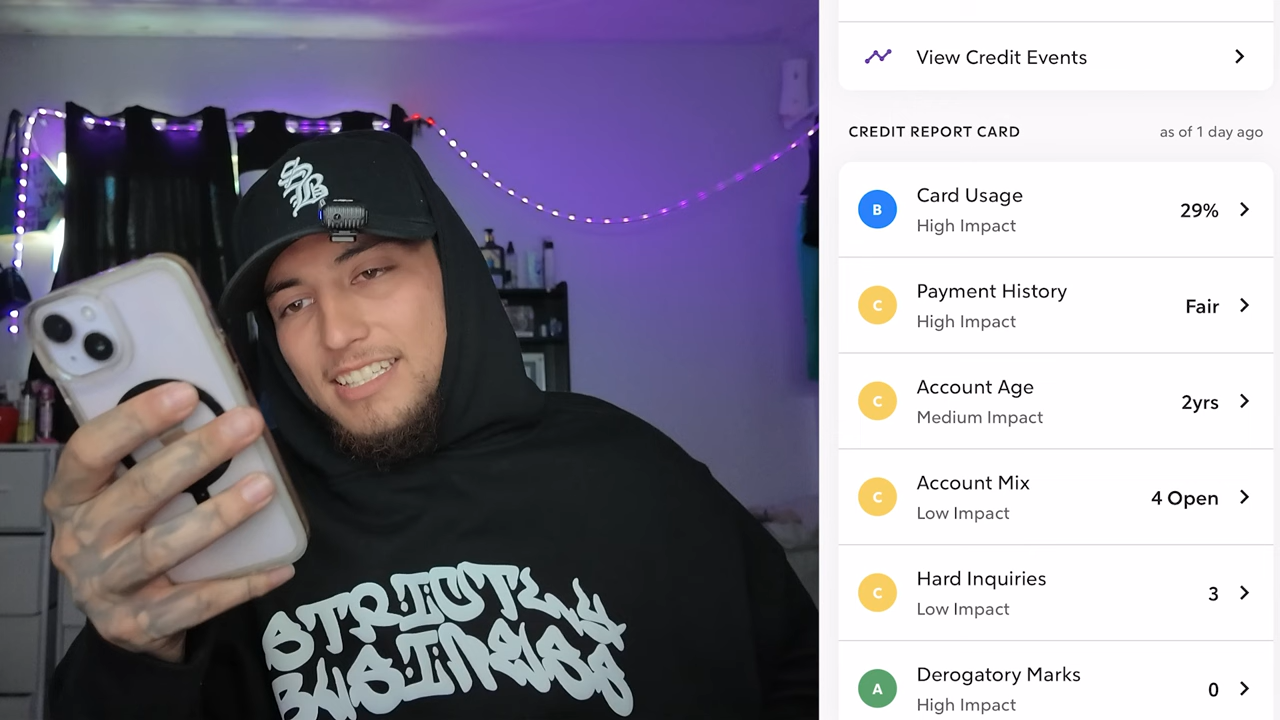 SB
STRICTLY
BUSINESS
View Credit Events
CREDIT REPORT CARD
as of 1 day ago
B
Card Usage
High Impact
29%
C
Payment History
High Impact
Fair
C
Account Age
Medium Impact
2yrs
C
Account Mix
Low Impact
4 Open
C
Hard Inquiries
Low Impact
3
A
Derogatory Marks
High Impact
0